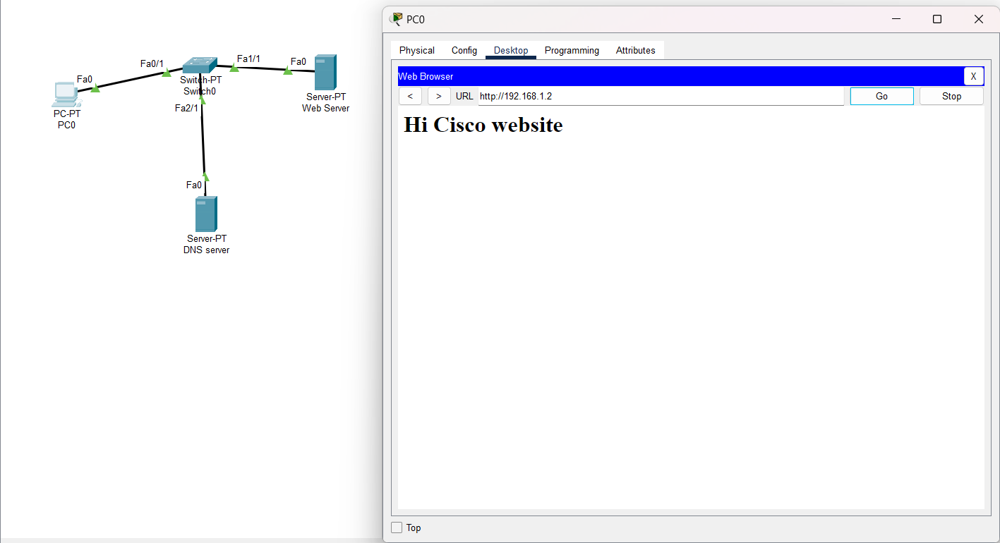 Fa0/1
Fa1/1
Fa0
Fa0
Switch-PT
Switch0
Server-PT
Web Server
PC-PT
PC0
Fa2/1
Fa0
Server-PT
DNS server
PC0
Physical
Config
Desktop
Programming
Attributes
Web Browser
X
<
>
URL
http://192.168.1.2
Go
Stop
Hi Cisco website
Top